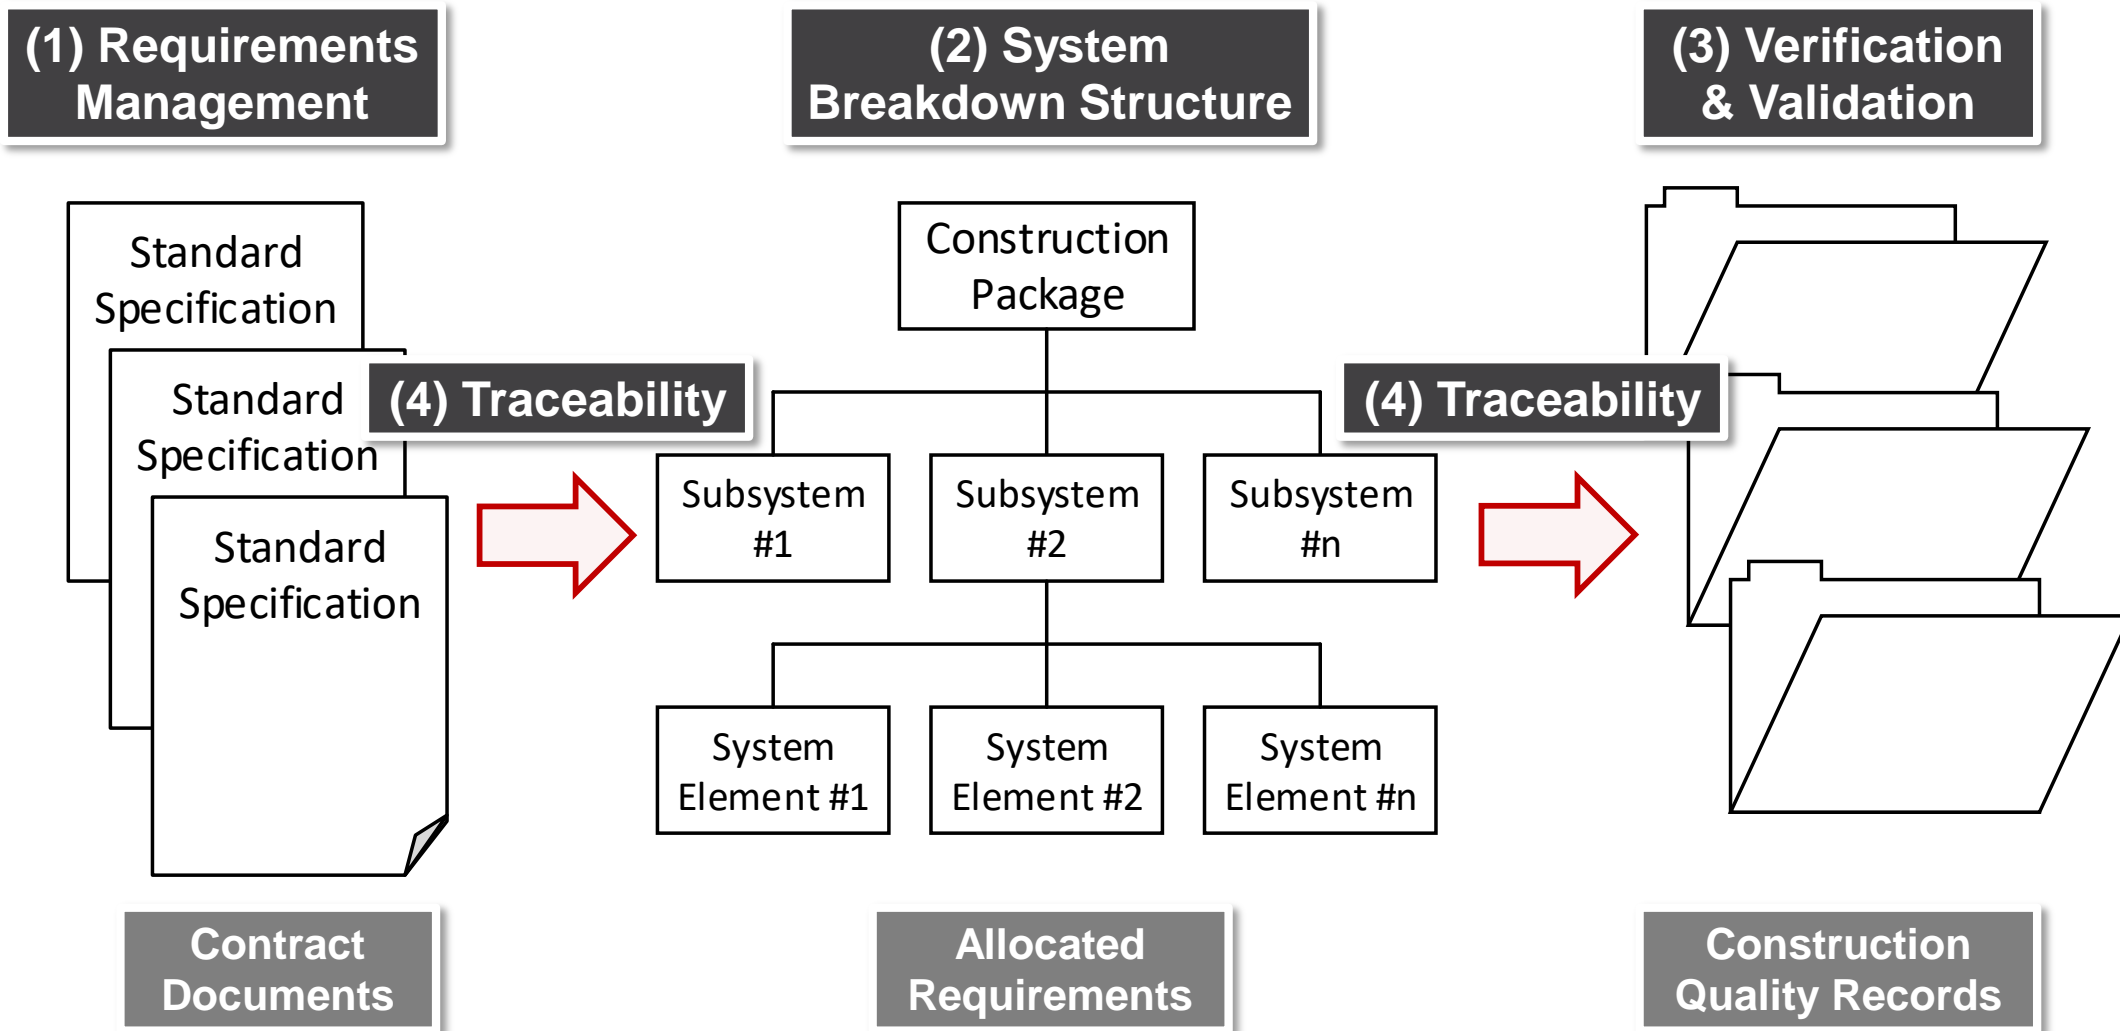 (1) Requirements
Management
(2) System
Breakdown Structure
(3) Verification
& Validation
Standard
Specification
Standard
Specification
Standard
Specification
(4) Traceability
Construction
Package
Subsystem
#1
Subsystem
#2
Subsystem
#n
System
Element #1
System
Element #2
System
Element #n
(4) Traceability
Contract
Documents
Allocated
Requirements
Construction
Quality Records